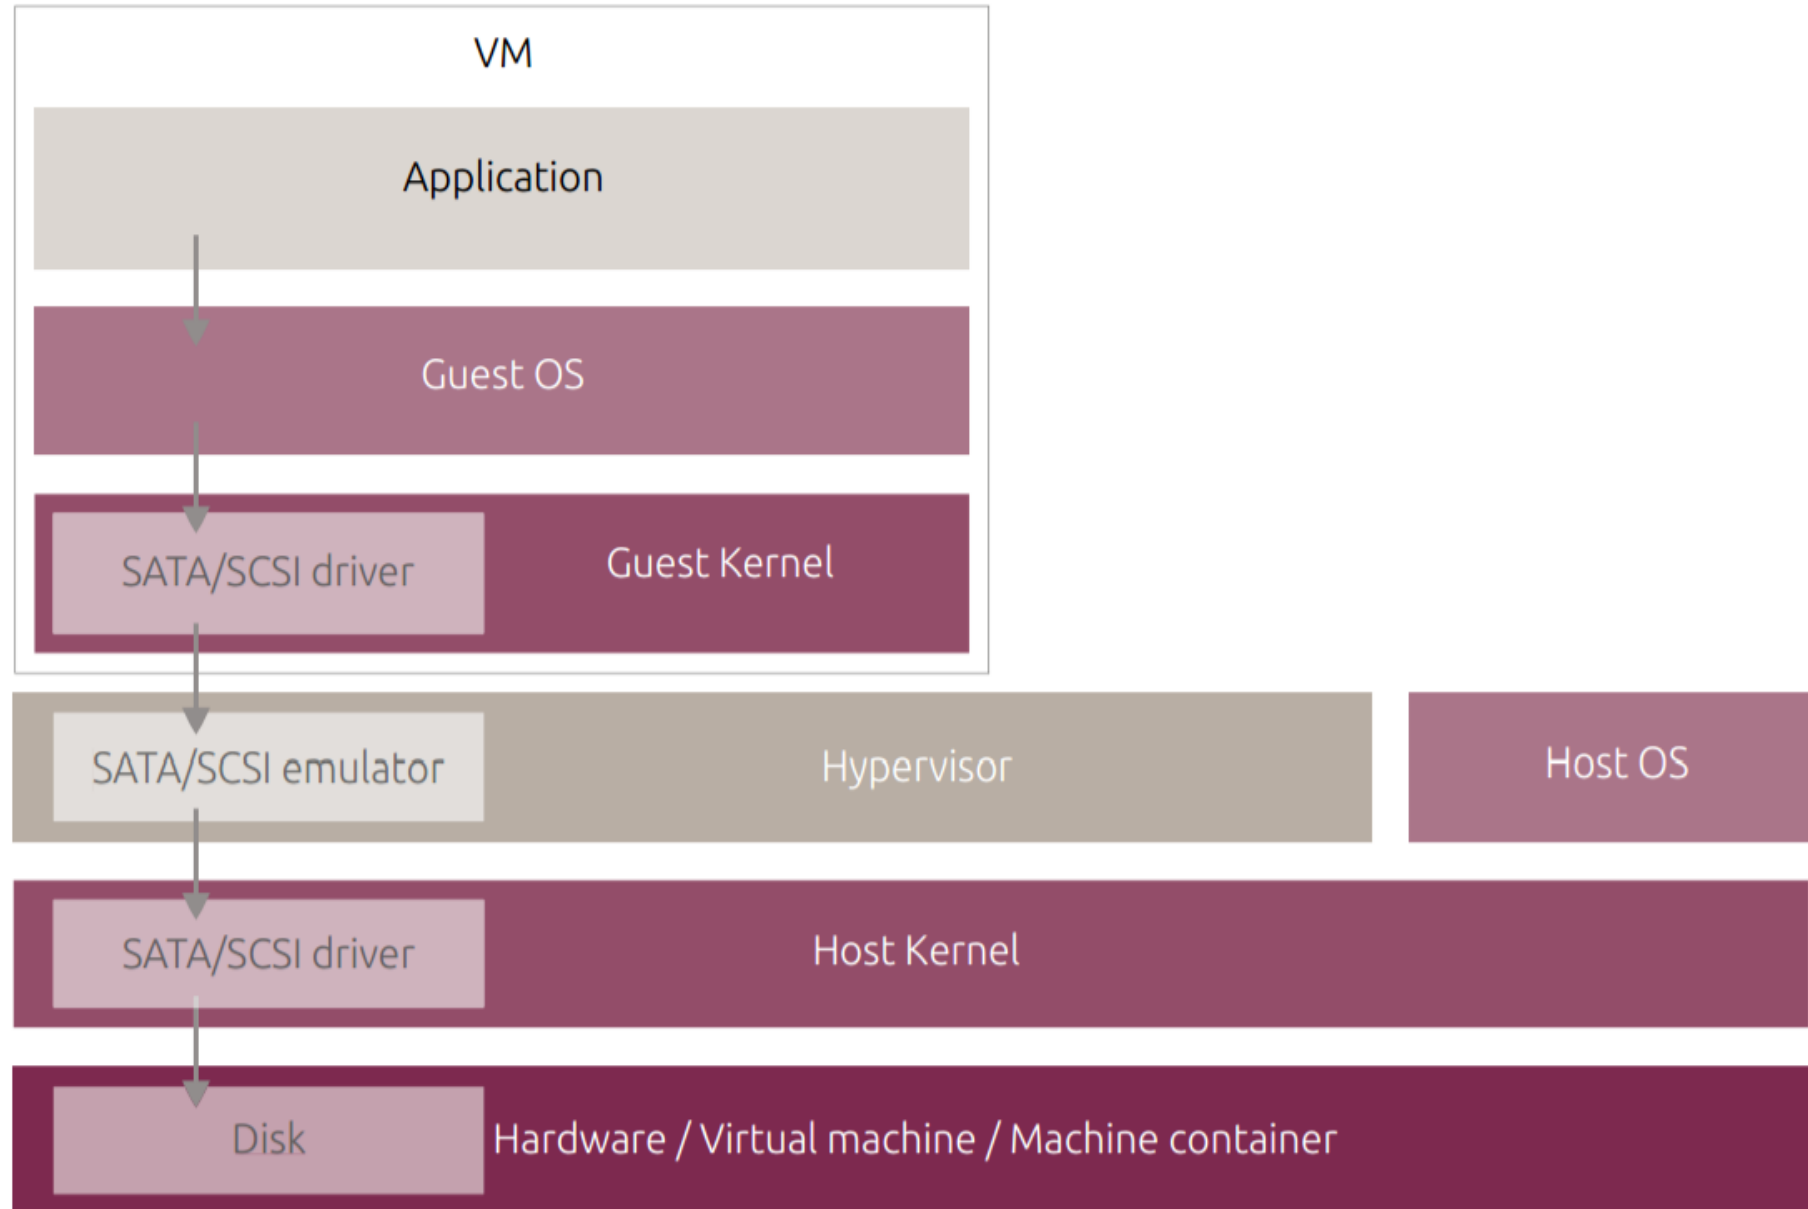 VM
Application
Guest OS
SATA/SCSI driver
Guest Kernel
SATA/SCSI emulator
Hypervisor
Host OS
SATA/SCSI driver
Host Kernel
Disk
Hardware / Virtual machine / Machine container